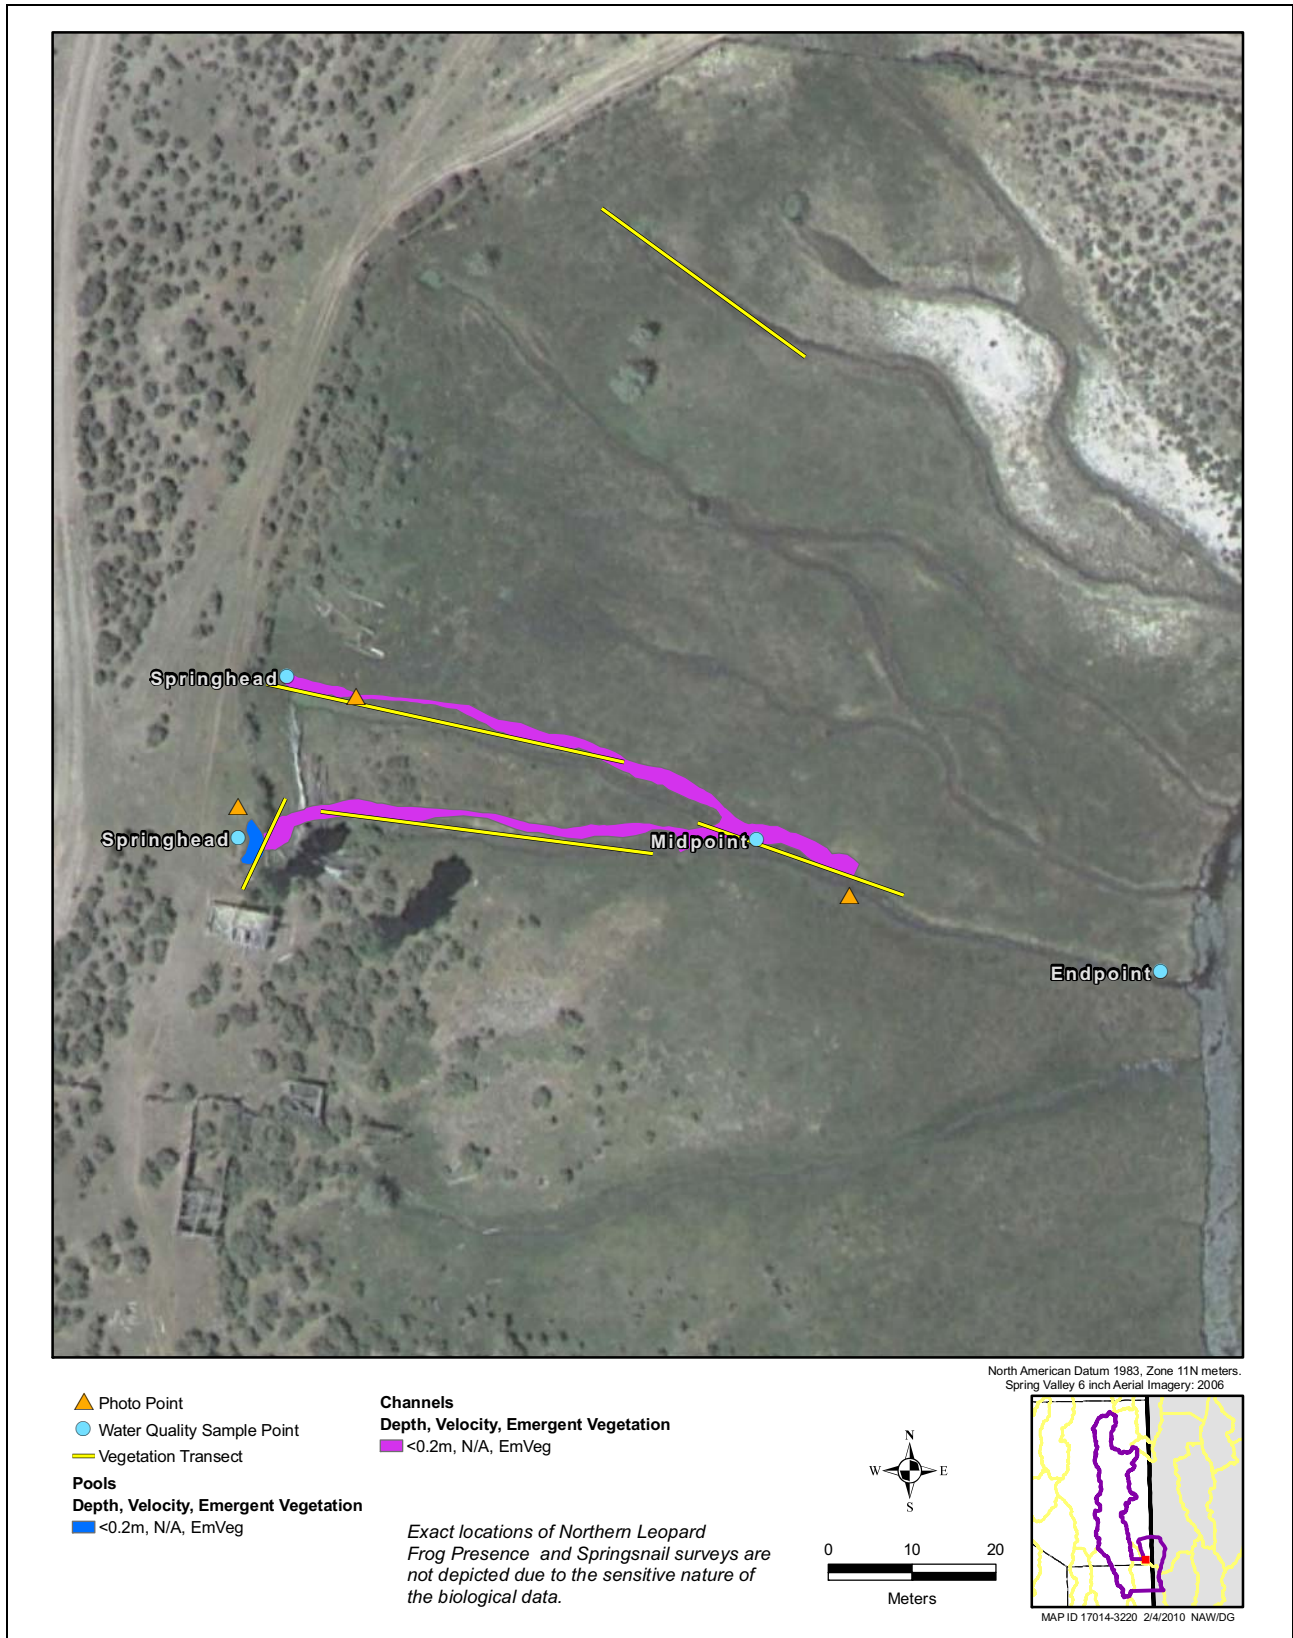 Springhead
Springhead
Midpoint
Endpoint
North American Datum 1983, Zone 11N meters.
Spring Valley 6 inch Aerial Imagery: 2006
Photo Point
Water Quality Sample Point
Vegetation Transect
Pools
Depth, Velocity, Emergent Vegetation
<0.2m, N/A, EmVeg
Channels
Depth, Velocity, Emergent Vegetation
<0.2m, N/A, EmVeg
Exact locations of Northern Leopard
Frog Presence and Springsnail surveys are
not depicted due to the sensitive nature of
the biological data.
N
W E
S
0 10 20
Meters
MAP ID 17014-3220 2/4/2010 NAW/DG